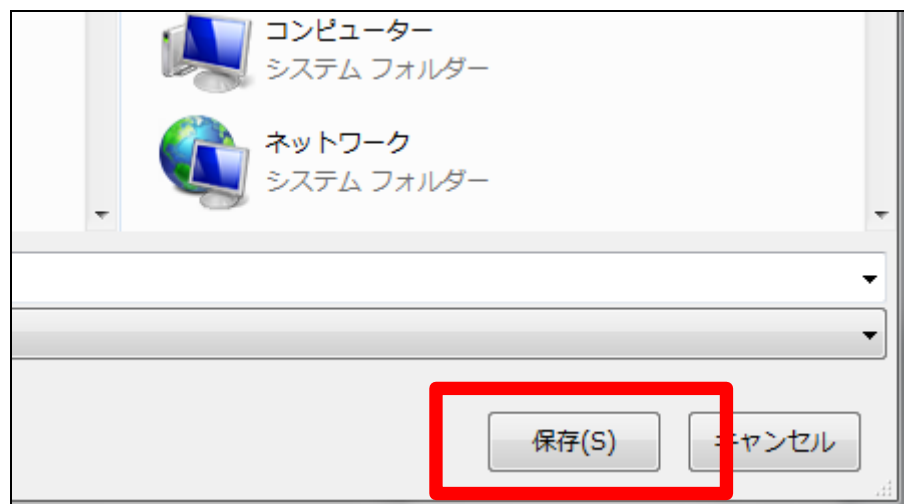 コンピューター
システム フォルダー
ネットワーク
システム フォルダー
保存(S)
キャンセル